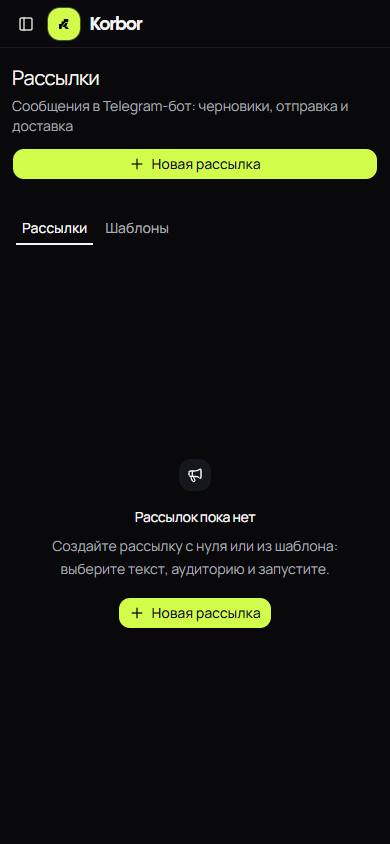 Korbor
Рассылки
Сообщения в Telegram-бот: черновики, отправка и
доставка
Новая рассылка
Рассылки
Шаблоны
Рассылок пока нет
Создайте рассылку с нуля или из шаблона:
выберите текст, аудиторию и запустите.
Новая рассылка